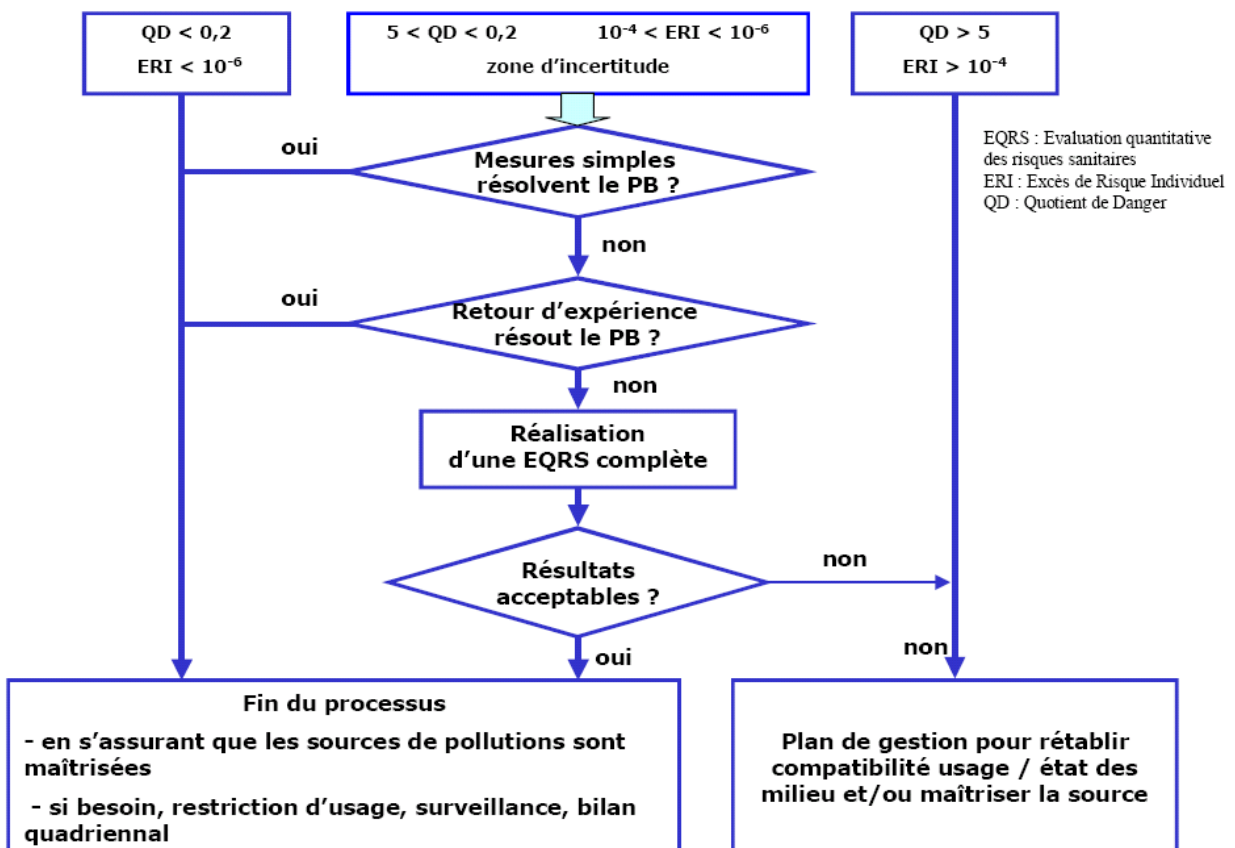 QD < 0,2
ERI < 10⁻⁶
5 < QD < 0,2 10⁻⁴ < ERI < 10⁻⁶
zone d'incertitude
QD > 5
ERI > 10⁻⁴
EQRS : Evaluation quantitative
des risques sanitaires
ERI : Excès de Risque Individuel
QD : Quotient de Danger
oui
Mesures simples
résolvent le PB ?
non
oui
Retour d'expérience
résout le PB ?
non
Réalisation
d'une EQRS complète
Résultats
acceptables ?
non
oui
non
Fin du processus
- en s'assurant que les sources de pollutions sont
maîtrisées
- si besoin, restriction d'usage, surveillance, bilan
quadriennal
Plan de gestion pour rétablir
compatibilité usage / état des
milieu et/ou maîtriser la source